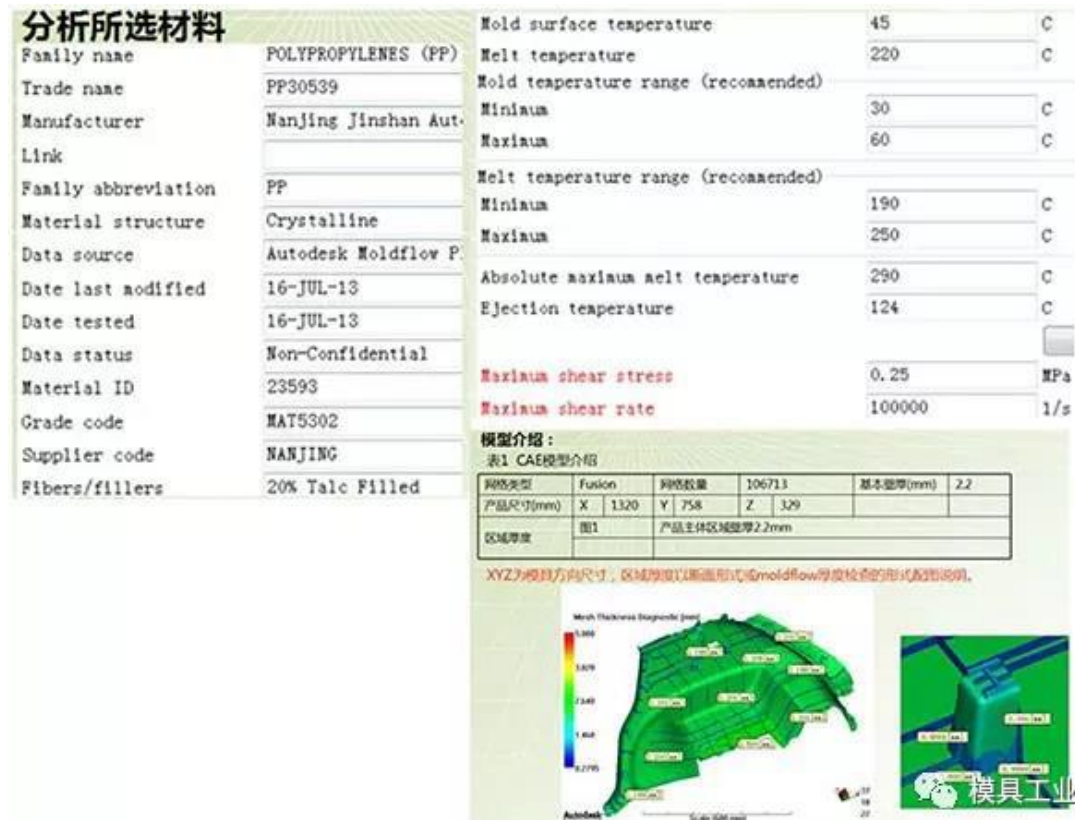 分析所选材料
Family name POLYPROPYLENES (PP)
Trade name PP30539
Manufacturer Nanjing Jinshan Aut
Link
Family abbreviation PP
Material structure Crystalline
Data source Autodesk Moldflow P
Date last modified 16-JUL-13
Date tested 16-JUL-13
Data status Non-Confidential
Material ID 23593
Grade code MAT5302
Supplier code NANJING
Fibers/fillers 20% Talc Filled
Mold surface temperature 45 C
Melt temperature 220 C
Mold temperature range (recommended)
Minimum 30 C
Maximum 60 C
Melt temperature range (recommended)
Minimum 190 C
Maximum 250 C
Absolute maximum melt temperature 290 C
Ejection temperature 124 C
Maximum shear stress 0.25 MPa
Maximum shear rate 100000 1/s
模型介绍：
表1 CAE模型介绍
网格类型 Fusion 网格数量 106713 基本壁厚(mm) 2.2
产品尺寸(mm) X 1320 Y 758 Z 329
区域厚度 图1 产品主体区域壁厚2.2mm
XYZ为模具方向尺寸，区域厚度以断面形式或moldflow厚度检查的形式配图说明。
Mesh Thickness Diagnostic [mm]
5.000
0.2795
Autodesk
模具工业